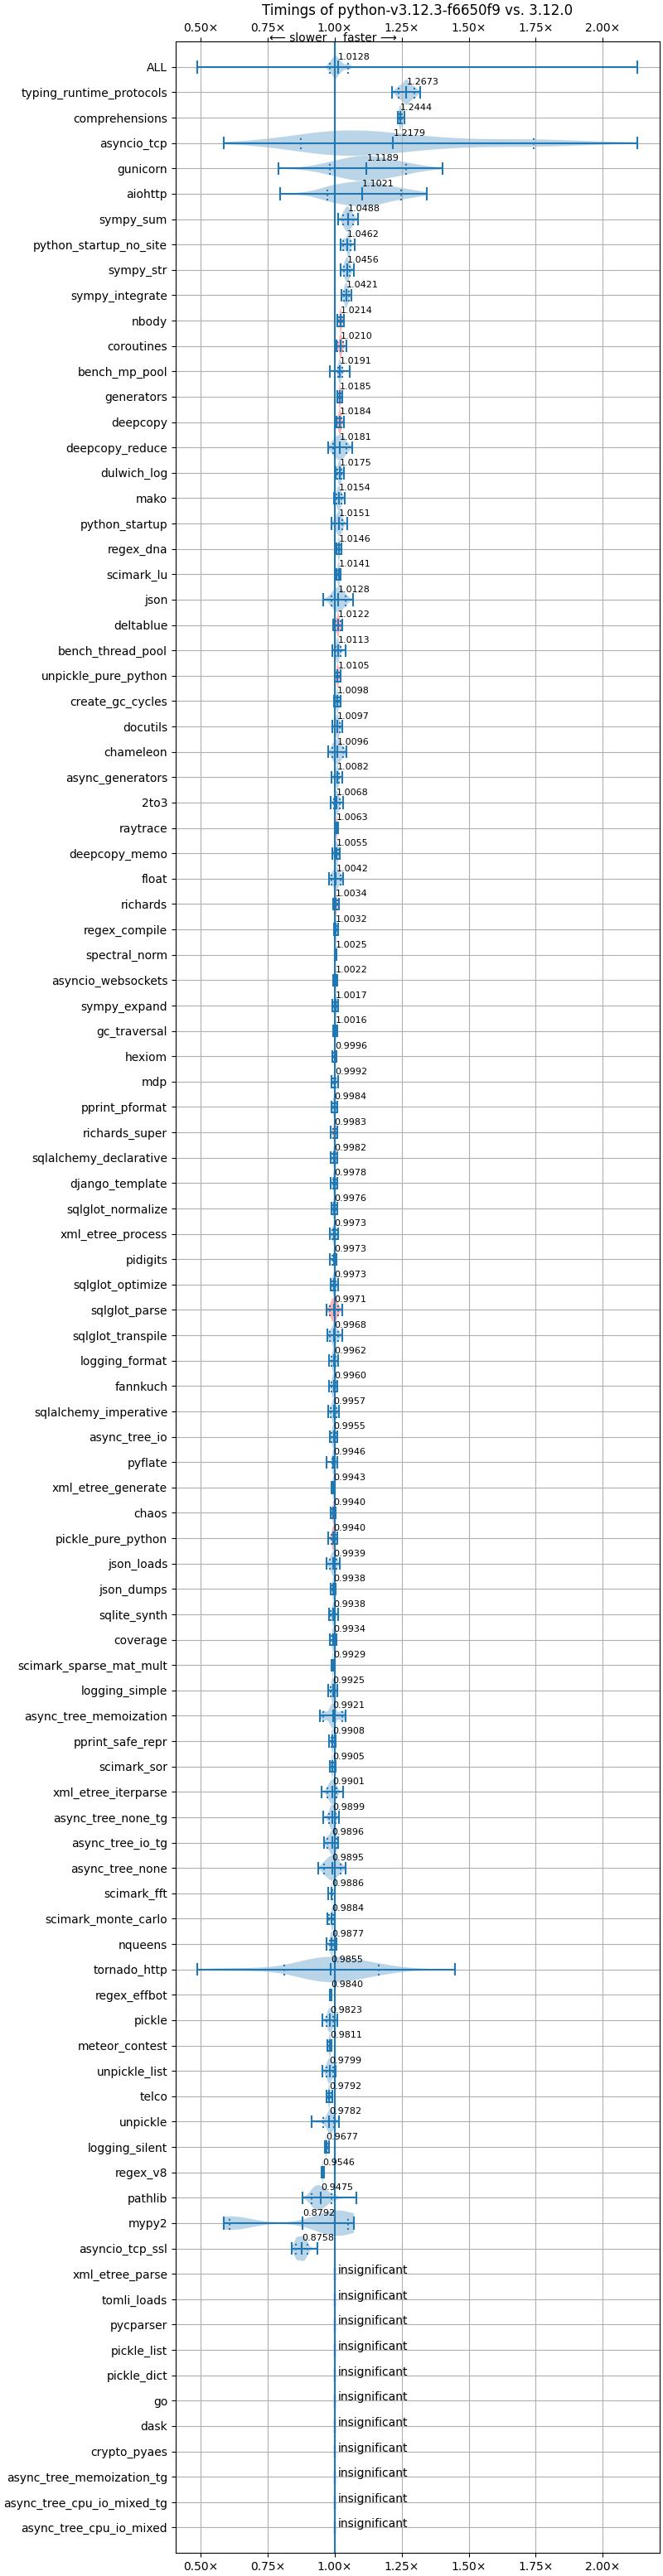 Timings of python-v3.12.3-f6650f9 vs. 3.12.0
0.50× 0.75× 1.00× 1.25× 1.50× 1.75× 2.00×
⟵ slower faster ⟶
ALL 1.0128
typing_runtime_protocols 1.2673
comprehensions 1.2444
asyncio_tcp 1.2179
gunicorn 1.1189
aiohttp 1.1021
sympy_sum 1.0488
python_startup_no_site 1.0462
sympy_str 1.0456
sympy_integrate 1.0421
nbody 1.0214
coroutines 1.0210
bench_mp_pool 1.0191
generators 1.0185
deepcopy 1.0184
deepcopy_reduce 1.0181
dulwich_log 1.0175
mako 1.0154
python_startup 1.0151
regex_dna 1.0146
scimark_lu 1.0141
json 1.0128
deltablue 1.0122
bench_thread_pool 1.0113
unpickle_pure_python 1.0105
create_gc_cycles 1.0098
docutils 1.0097
chameleon 1.0096
async_generators 1.0082
2to3 1.0068
raytrace 1.0063
deepcopy_memo 1.0055
float 1.0042
richards 1.0034
regex_compile 1.0032
spectral_norm 1.0025
asyncio_websockets 1.0022
sympy_expand 1.0017
gc_traversal 1.0016
hexiom 0.9996
mdp 0.9992
pprint_pformat 0.9984
richards_super 0.9983
sqlalchemy_declarative 0.9982
django_template 0.9978
sqlglot_normalize 0.9976
xml_etree_process 0.9973
pidigits 0.9973
sqlglot_optimize 0.9973
sqlglot_parse 0.9971
sqlglot_transpile 0.9968
logging_format 0.9962
fannkuch 0.9960
sqlalchemy_imperative 0.9957
async_tree_io 0.9955
pyflate 0.9946
xml_etree_generate 0.9943
chaos 0.9940
pickle_pure_python 0.9940
json_loads 0.9939
json_dumps 0.9938
sqlite_synth 0.9938
coverage 0.9934
scimark_sparse_mat_mult 0.9929
logging_simple 0.9925
async_tree_memoization 0.9921
pprint_safe_repr 0.9908
scimark_sor 0.9905
xml_etree_iterparse 0.9901
async_tree_none_tg 0.9899
async_tree_io_tg 0.9896
async_tree_none 0.9895
scimark_fft 0.9886
scimark_monte_carlo 0.9884
nqueens 0.9877
tornado_http 0.9855
regex_effbot 0.9840
pickle 0.9823
meteor_contest 0.9811
unpickle_list 0.9799
telco 0.9792
unpickle 0.9782
logging_silent 0.9677
regex_v8 0.9546
pathlib 0.9475
mypy2 0.8792
asyncio_tcp_ssl 0.8758
xml_etree_parse insignificant
tomli_loads insignificant
pycparser insignificant
pickle_list insignificant
pickle_dict insignificant
go insignificant
dask insignificant
crypto_pyaes insignificant
async_tree_memoization_tg insignificant
async_tree_cpu_io_mixed_tg insignificant
async_tree_cpu_io_mixed insignificant
0.50× 0.75× 1.00× 1.25× 1.50× 1.75× 2.00×